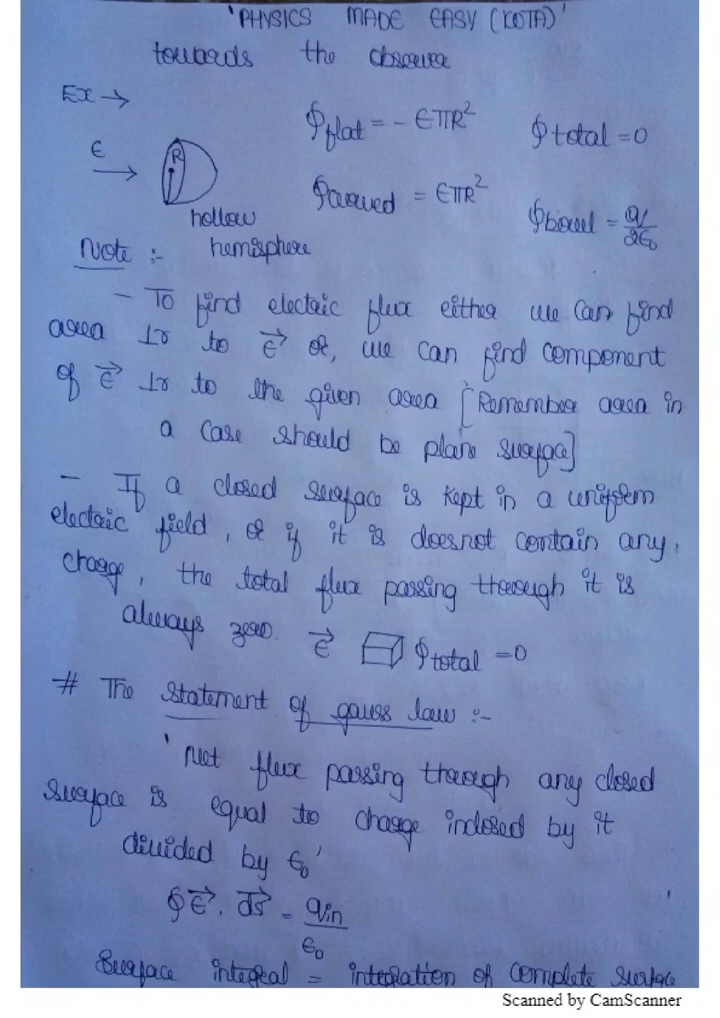 'PHYSICS MADE EASY (KOTA)'
towards the observer
Ex →
ϕflat = - EπR² ϕtotal = 0
E
→ R
ϕcurved = EπR² ϕbowl = q/2ε₀
hollow
hemisphere
Note :-
- To find electric flux either we can find
area ⊥r to E⃗ or, we can find component
of E⃗ ⊥r to the given area [Remember area in
a case should be plane surface]
- If a closed surface is kept in a uniform
electric field, or if it is doesnot contain any
charge, the total flux passing through it is
always zero. E⃗ ϕtotal = 0
# The statement of gauss law :-
'Net flux passing through any closed
surface is equal to charge inclosed by it
divided by ε₀'
∮E⃗. ds⃗ = qin/ε₀
Surface integral = integration of complete surface
Scanned by CamScanner